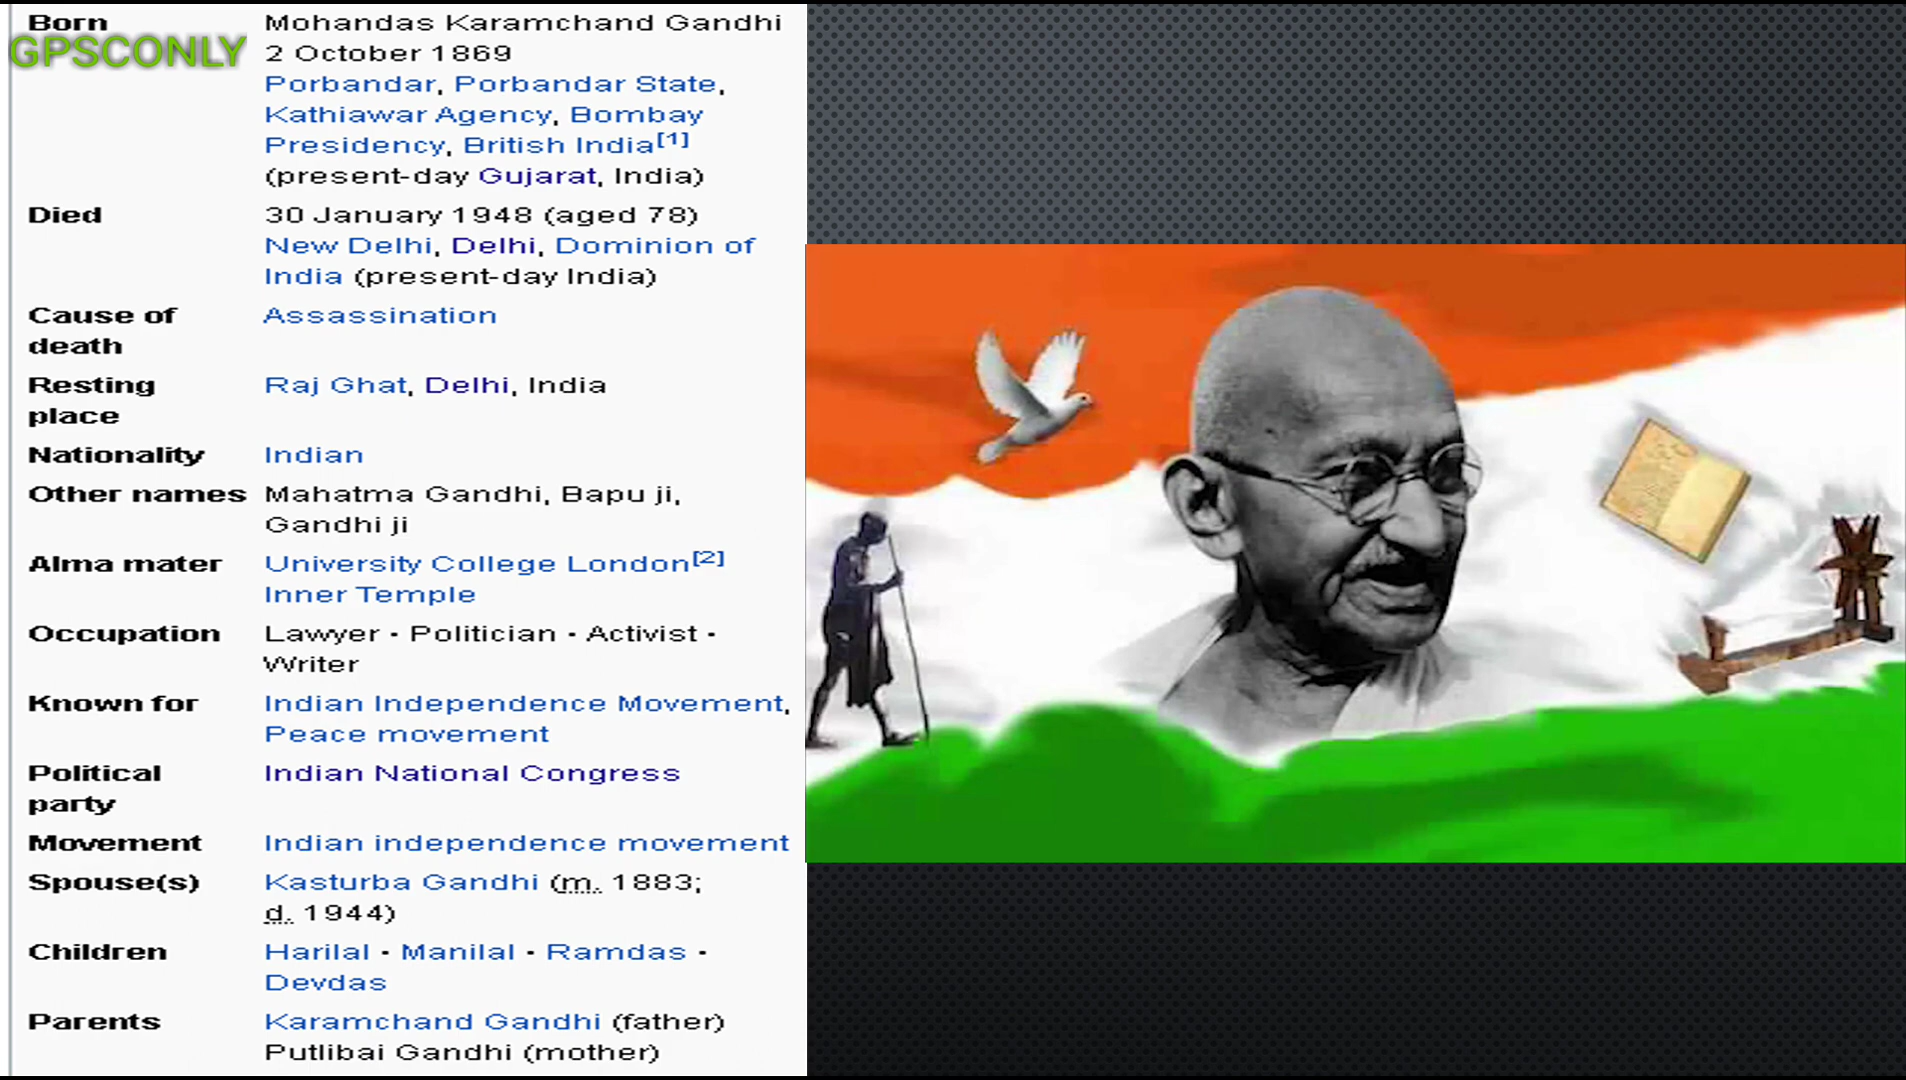 Born Mohandas Karamchand Gandhi
GPSCONLY
2 October 1869
Porbandar, Porbandar State,
Kathiawar Agency, Bombay
Presidency, British India[1]
(present-day Gujarat, India)
Died 30 January 1948 (aged 78)
New Delhi, Delhi, Dominion of
India (present-day India)
Cause of Assassination
death
Resting Raj Ghat, Delhi, India
place
Nationality Indian
Other names Mahatma Gandhi, Bapu ji,
Gandhi ji
Alma mater University College London[2]
Inner Temple
Occupation Lawyer • Politician • Activist •
Writer
Known for Indian Independence Movement,
Peace movement
Political Indian National Congress
party
Movement Indian independence movement
Spouse(s) Kasturba Gandhi (m. 1883;
d. 1944)
Children Harilal • Manilal • Ramdas •
Devdas
Parents Karamchand Gandhi (father)
Putlibai Gandhi (mother)